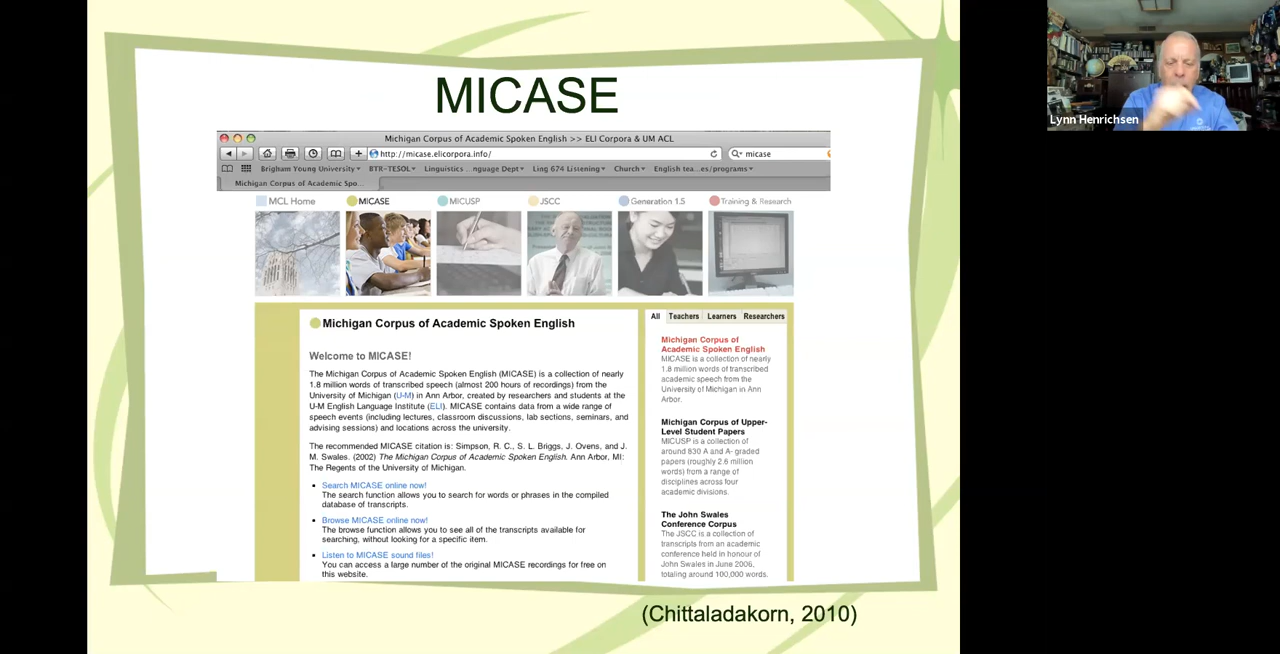 MICASE
Michigan Corpus of Academic Spoken English >> ELI Corpora & UM ACL
http://micase.elicorpora.info/
micase
Brigham Young University
BTR-TESOL
Linguistics ...nguage Dept
Ling 674 Listening
Church
English tea...es/programs
Michigan Corpus of Academic Spo...
MCL Home
MICASE
MICUSP
JSCC
Generation 1.5
Training & Research
Michigan Corpus of Academic Spoken English
Welcome to MICASE!
The Michigan Corpus of Academic Spoken English (MICASE) is a collection of nearly
1.8 million words of transcribed speech (almost 200 hours of recordings) from the
University of Michigan (U-M) in Ann Arbor, created by researchers and students at the
U-M English Language Institute (ELI). MICASE contains data from a wide range of
speech events (including lectures, classroom discussions, lab sections, seminars, and
advising sessions) and locations across the university.
The recommended MICASE citation is: Simpson, R. C., S. L. Briggs, J. Ovens, and J.
M. Swales. (2002) The Michigan Corpus of Academic Spoken English. Ann Arbor, MI:
The Regents of the University of Michigan.
Search MICASE online now!
The search function allows you to search for words or phrases in the compiled
database of transcripts.
Browse MICASE online now!
The browse function allows you to see all of the transcripts available for
searching, without looking for a specific item.
Listen to MICASE sound files!
You can access a large number of the original MICASE recordings for free on
this website.
All Teachers Learners Researchers
Michigan Corpus of
Academic Spoken English
MICASE is a collection of nearly
1.8 million words of transcribed
academic speech from the
University of Michigan in Ann
Arbor.
Michigan Corpus of Upper-
Level Student Papers
MICUSP is a collection of
around 830 A and A- graded
papers (roughly 2.6 million
words) from a range of
disciplines across four
academic divisions.
The John Swales
Conference Corpus
The JSCC is a collection of
transcripts from an academic
conference held in honour of
John Swales in June 2006,
totaling around 100,000 words.
(Chittaladakorn, 2010)
Lynn Henrichsen